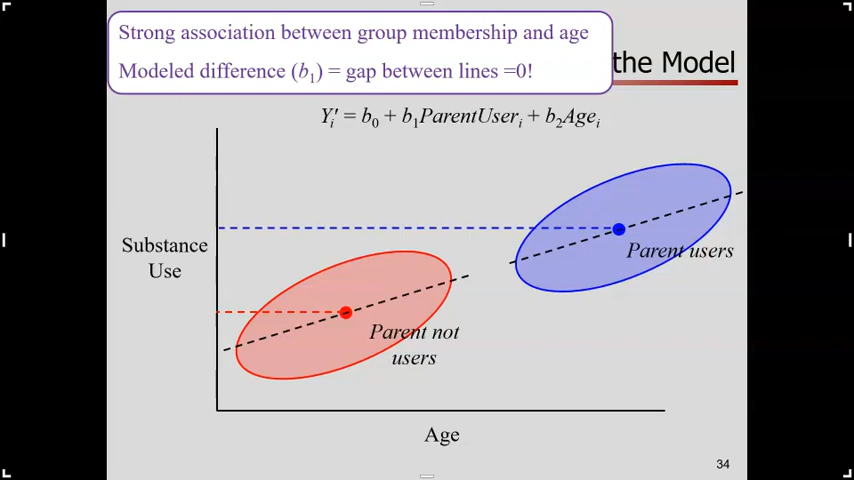 Strong association between group membership and age
Modeled difference (b1) = gap between lines =0!
the Model
Yi′ = b0 + b1ParentUseri + b2Agei
Substance
Use
Parent users
Parent not
users
Age
34